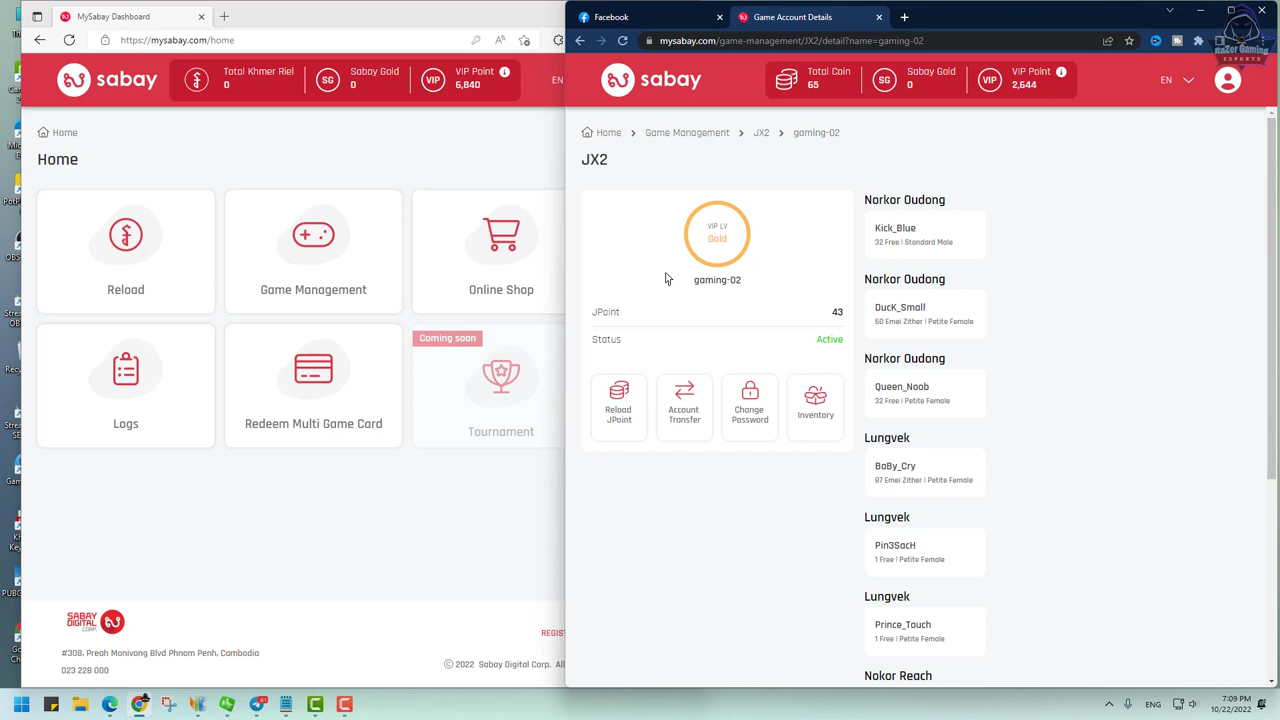 MySabay Dashboard
https://mysabay.com/home
sabay
Total Khmer Riel
0
SG
Sabay Gold
0
VIP
VIP Point
6,840
EN
Home
Home
Reload
Game Management
Online Shop
Logs
Redeem Multi Game Card
Coming soon
Tournament
SABAY
DIGITAL
CORP.
#308, Preah Monivong Blvd Phnom Penh, Cambodia
023 228 000
REGIST
© 2022 Sabay Digital Corp. All
Facebook
Game Account Details
mysabay.com/game-management/JX2/detail?name=gaming-02
sabay
Total Coin
65
SG
Sabay Gold
0
VIP
VIP Point
2,644
EN
Home
Game Management
JX2
gaming-02
JX2
VIP LV
Gold
gaming-02
JPoint
43
Status
Active
Reload
JPoint
Account
Transfer
Change
Password
Inventory
Norkor Oudong
Kick_Blue
32 Free | Standard Male
Norkor Oudong
DucK_Small
60 Emei Zither | Petite Female
Norkor Oudong
Queen_Noob
32 Free | Petite Female
Lungvek
BaBy_Cry
87 Emei Zither | Petite Female
Lungvek
Pin3SacH
1 Free | Petite Female
Lungvek
Prince_Touch
1 Free | Petite Female
Nokor Reach
ENG
7:09 PM
10/22/2022